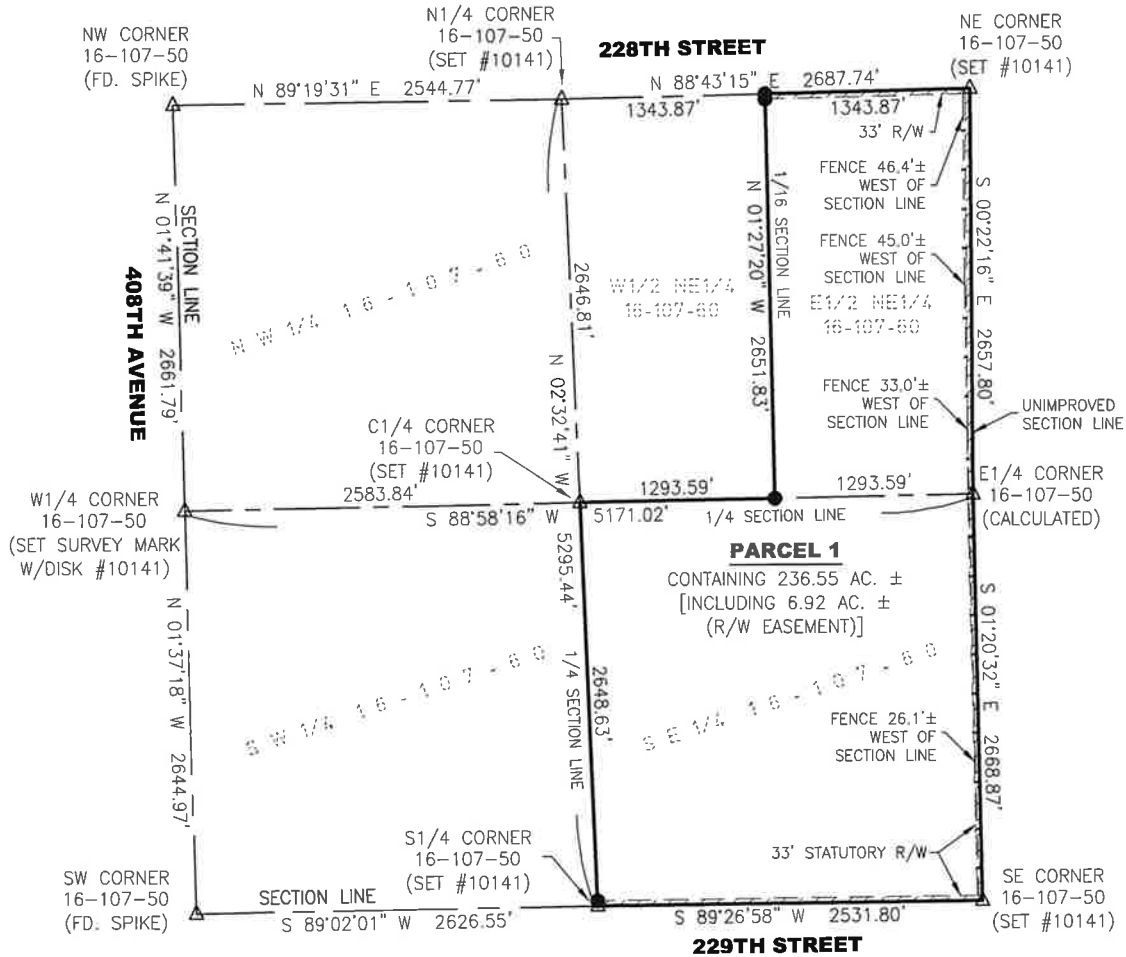 NW CORNER
16-107-50
(FD. SPIKE)
N1/4 CORNER
16-107-50
(SET #10141)
228TH STREET
NE CORNER
16-107-50
(SET #10141)
N 89°19'31" E 2544.77'
N 88°43'15" E 2687.74'
1343.87'
1343.87'
33' R/W
FENCE 46.4'±
WEST OF
SECTION LINE
FENCE 45.0'±
WEST OF
SECTION LINE
S 00°22'16" E 2657.80'
SECTION LINE
N 01°41'39" W 2661.79'
408TH AVENUE
N W 1/4 16-107-60
2646.81'
N 02°32'41" W
W1/2 NE1/4
16-107-60
1/16 SECTION LINE
N 01°27'20" W 2651.83'
E1/2 NE1/4
16-107-60
FENCE 33.0'±
WEST OF
SECTION LINE
UNIMPROVED
SECTION LINE
C1/4 CORNER
16-107-50
(SET #10141)
W1/4 CORNER
16-107-50
(SET SURVEY MARK
W/DISK #10141)
2583.84'
1293.59'
1293.59'
S 88°58'16" W 5171.02'
1/4 SECTION LINE
E1/4 CORNER
16-107-50
(CALCULATED)
5295.44'
PARCEL 1
CONTAINING 236.55 AC. ±
[INCLUDING 6.92 AC. ±
(R/W EASEMENT)]
N 01°37'18" W 2644.97'
S W 1/4 16-107-60
1/4 SECTION LINE
2648.63'
S E 1/4 16-107-60
S 01°20'32" E 2668.87'
FENCE 26.1'±
WEST OF
SECTION LINE
33' STATUTORY R/W
S1/4 CORNER
16-107-50
(SET #10141)
SW CORNER
16-107-50
(FD. SPIKE)
SE CORNER
16-107-50
(SET #10141)
SECTION LINE
S 89°02'01" W 2626.55'
S 89°26'58" W 2531.80'
229TH STREET